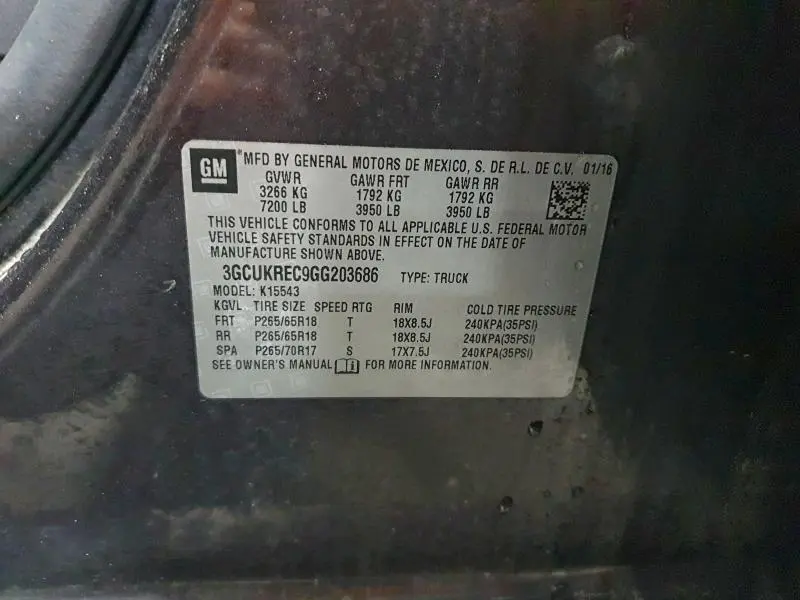 GM
*MFD BY GENERAL MOTORS DE MEXICO, S. DE R.L. DE C.V. 01/16
GVWR GAWR FRT GAWR RR
3266 KG 1792 KG 1792 KG
7200 LB 3950 LB 3950 LB
THIS VEHICLE CONFORMS TO ALL APPLICABLE U.S. FEDERAL MOTOR
VEHICLE SAFETY STANDARDS IN EFFECT ON THE DATE OF
MANUFACTURE SHOWN ABOVE.
3GCUKREC9GG203686 TYPE: TRUCK
MODEL: K15543
KGVL TIRE SIZE SPEED RTG RIM COLD TIRE PRESSURE
FRT P265/65R18 T 18X8.5J 240KPA(35PSI)
RR P265/65R18 T 18X8.5J 240KPA(35PSI)
SPA P265/70R17 S 17X7.5J 240KPA(35PSI)
SEE OWNER'S MANUAL FOR MORE INFORMATION.